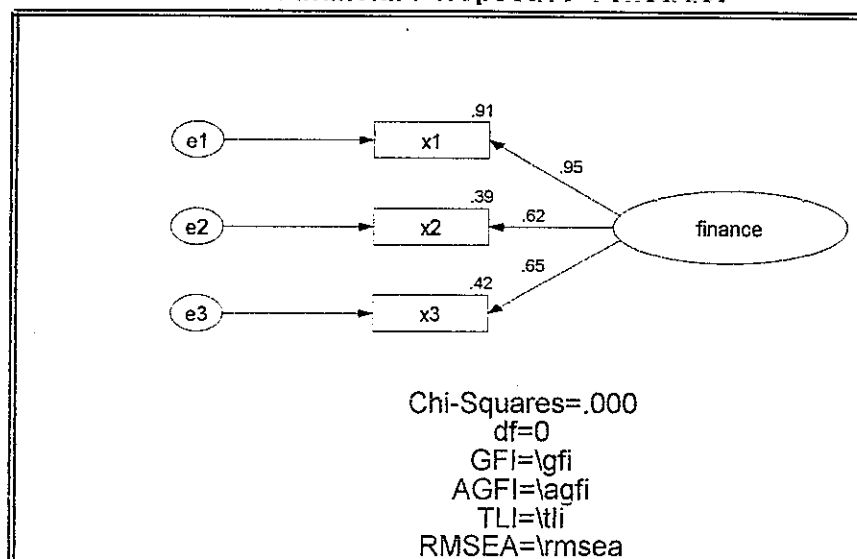 .91
e1
x1
.95
.39
e2
x2
.62
finance
.65
.42
e3
x3
Chi-Squares=.000
df=0
GFI=\gfi
AGFI=\agfi
TLI=\tli
RMSEA=\rmsea